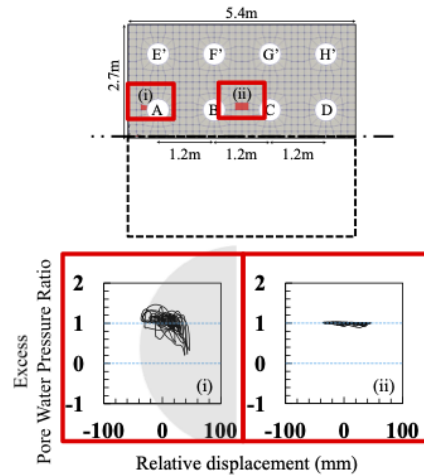 5.4m
2.7m
E’ F’ G’ H’
(i) (ii)
A B C D
1.2m 1.2m 1.2m
Excess
Pore Water Pressure Ratio
2 2
1 1
0 0
(i) (ii)
-1 -1
-100 0 100 -100 0 100
Relative displacement (mm)